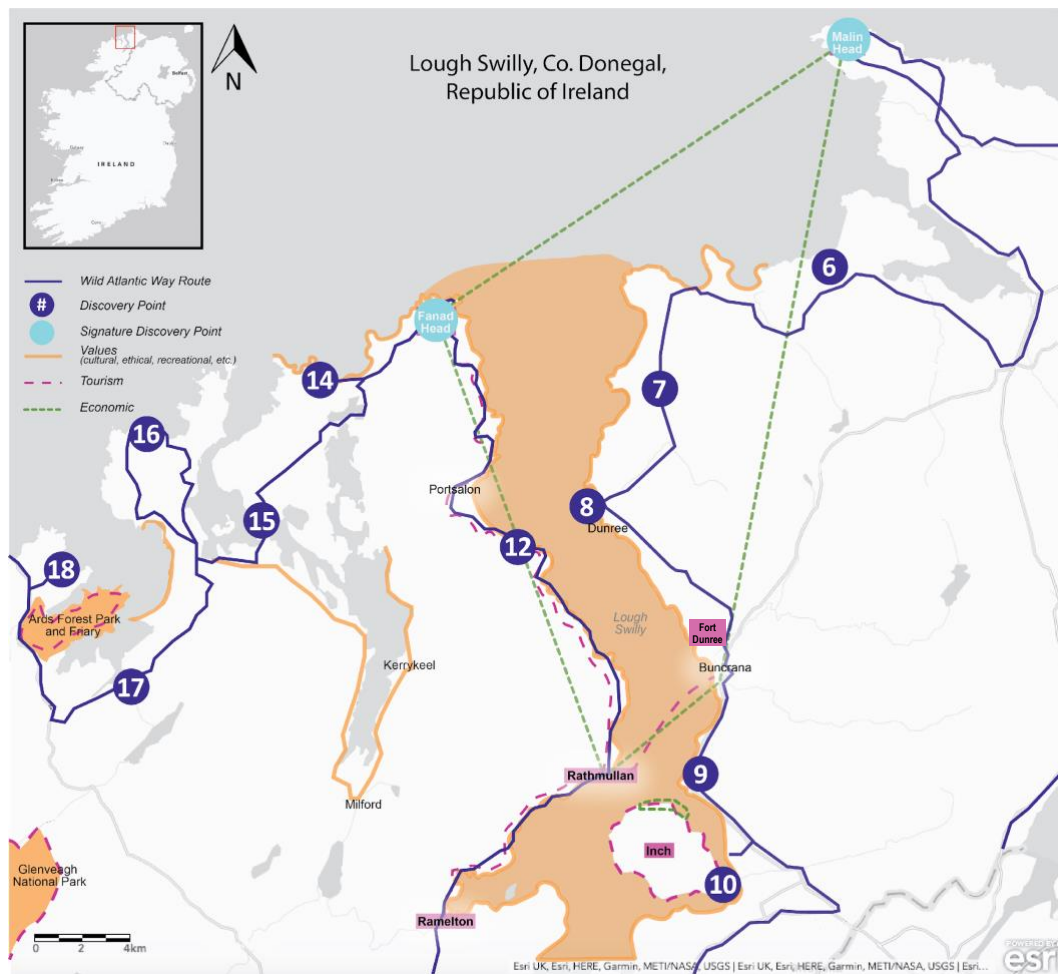 Lough Swilly, Co. Donegal,
Republic of Ireland
N
Belfast
IRELAND
Wild Atlantic Way Route
#
Discovery Point
Signature Discovery Point
Values
(cultural, ethical, recreational, etc.)
Tourism
Economic
Malin
Head
6
Fanad
Head
14
7
16
Portsalon
8
Dunree
15
12
18
Ards Forest Park
and Friary
Lough
Swilly
Fort
Dunree
Kerrykeel
Buncrana
17
Rathmullan
9
Milford
Inch
Glenveagh
National Park
10
Ramelton
0 2 4km
POWERED BY
esri
Esri UK, Esri, HERE, Garmin, METI/NASA, USGS | Esri UK, Esri, HERE, Garmin, METI/NASA, USGS | Esri...